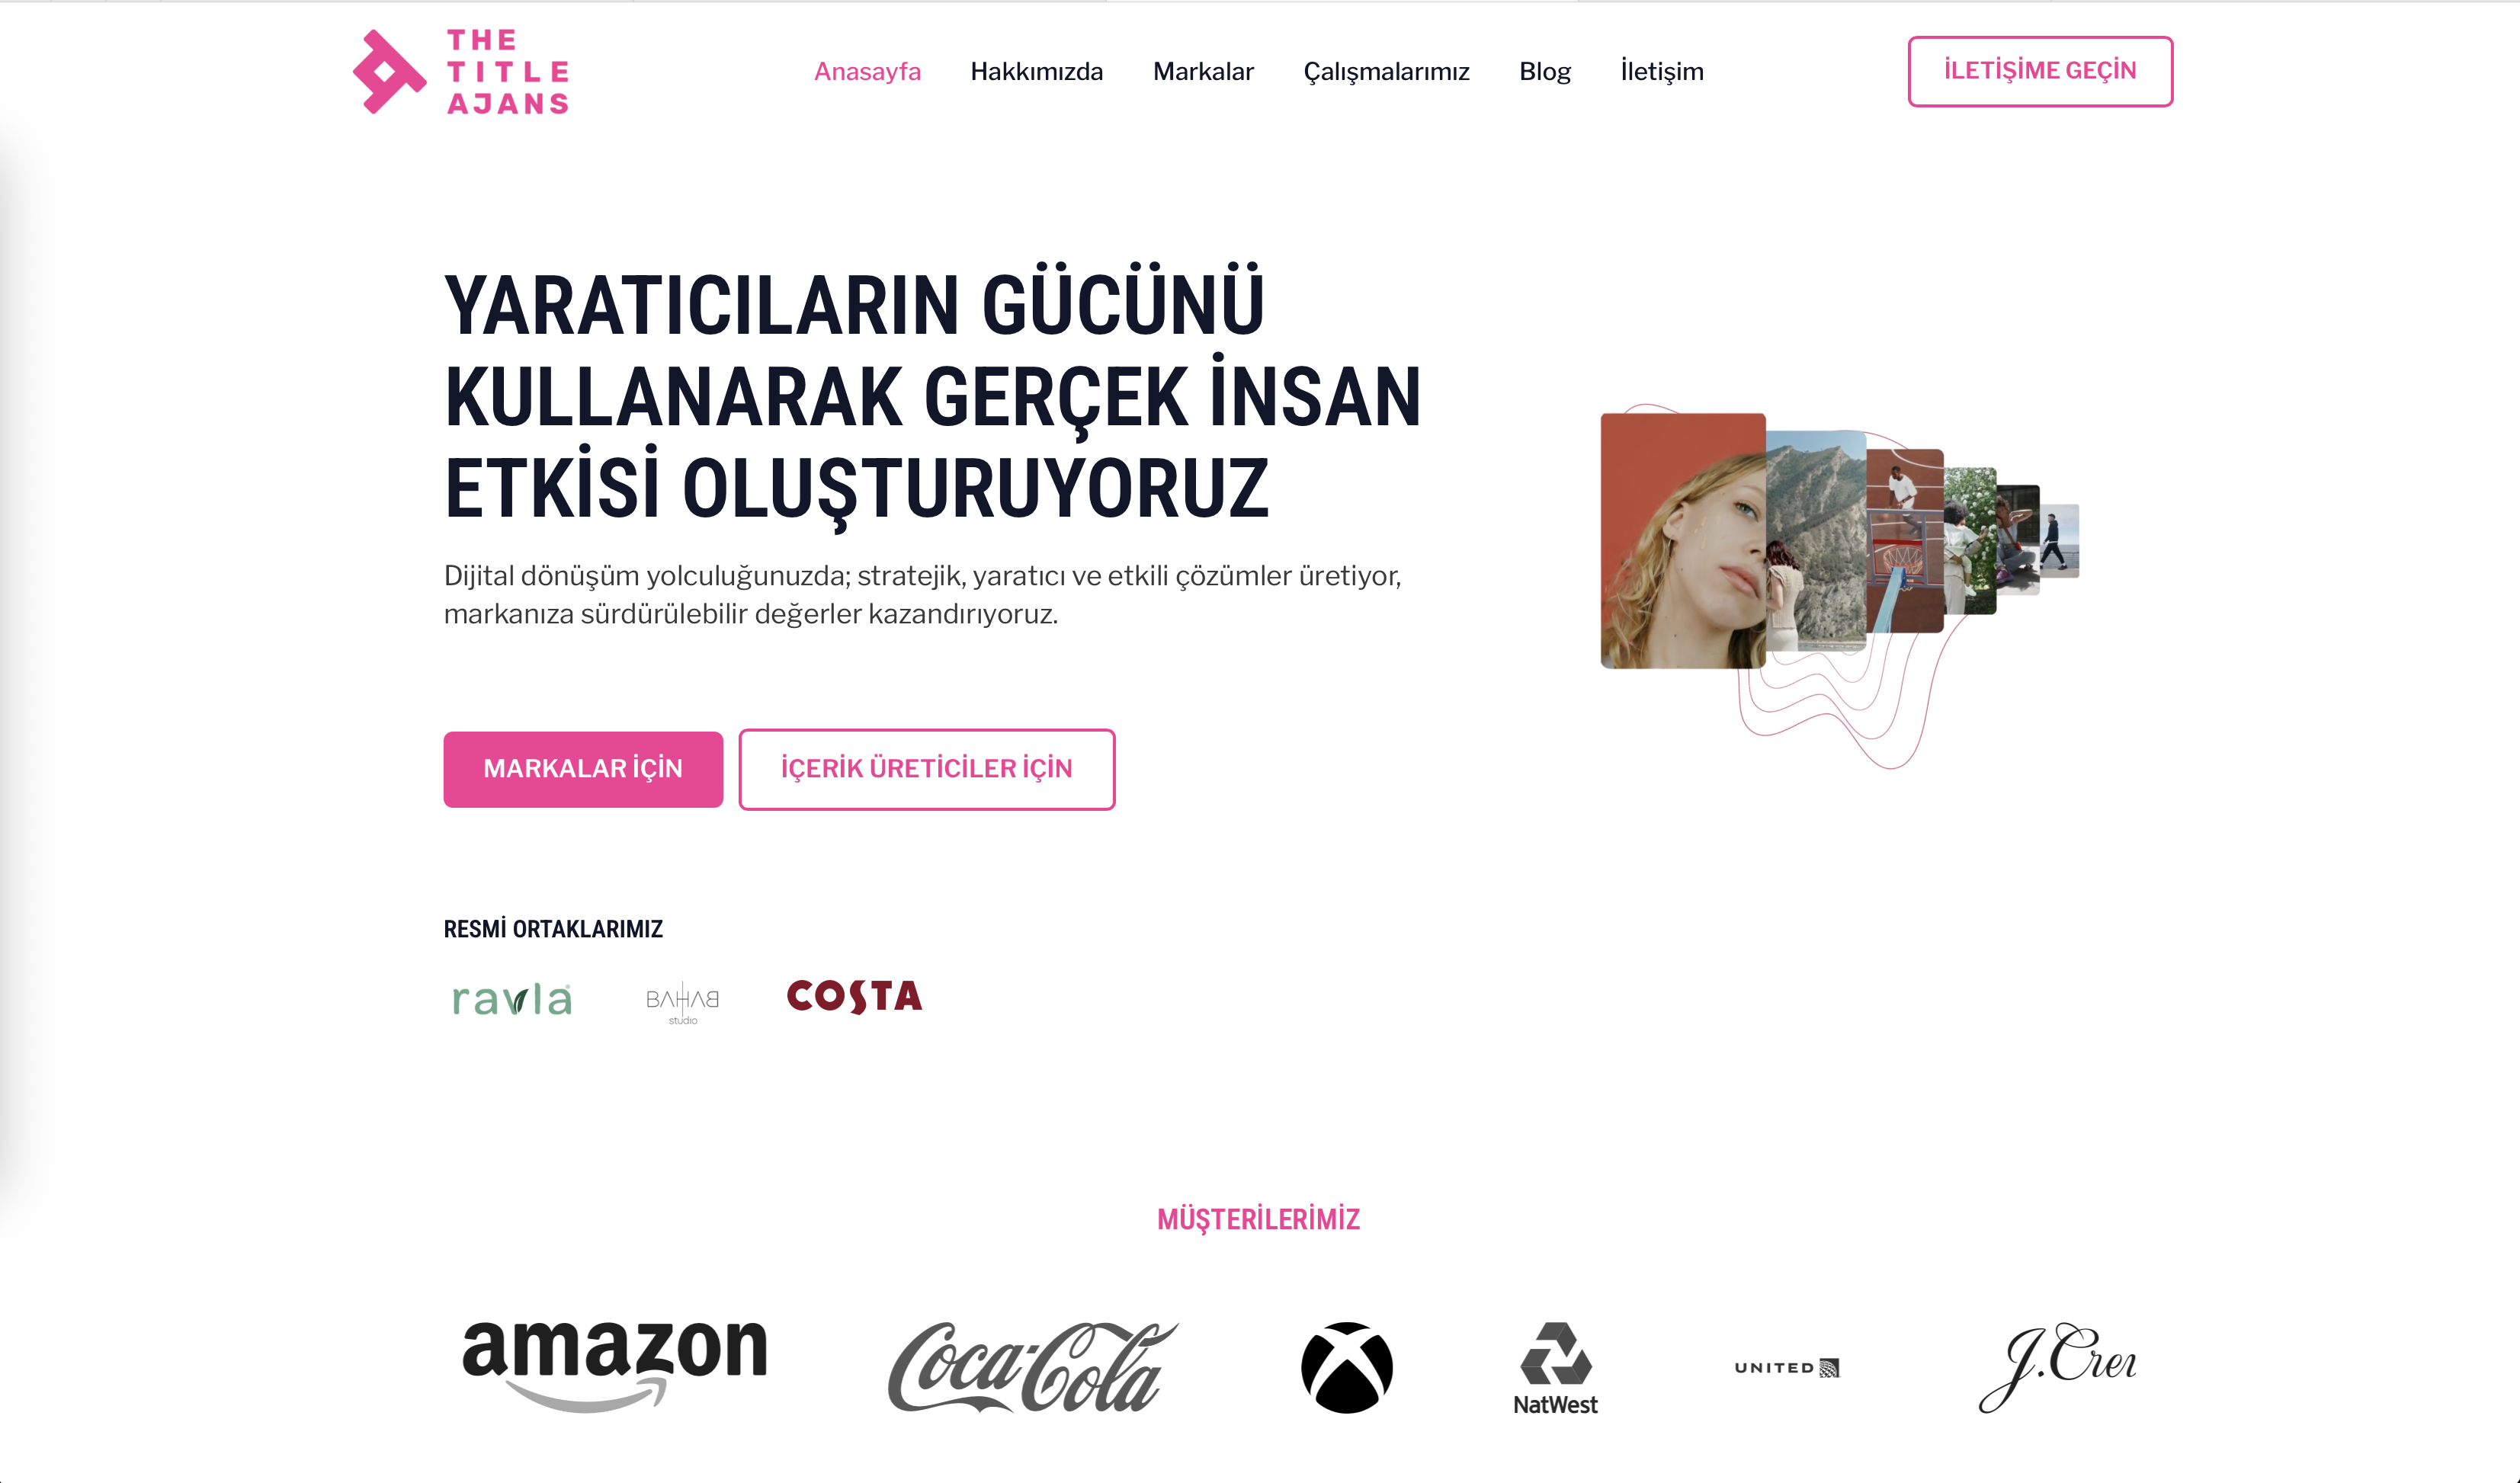 THE
TITLE
AJANS
Anasayfa Hakkımızda Markalar Çalışmalarımız Blog İletişim
İLETİŞİME GEÇİN
YARATICILARIN GÜCÜNÜ
KULLANARAK GERÇEK İNSAN
ETKİSİ OLUŞTURUYORUZ
Dijital dönüşüm yolculuğunuzda; stratejik, yaratıcı ve etkili çözümler üretiyor,
markanıza sürdürülebilir değerler kazandırıyoruz.
MARKALAR İÇİN
İÇERİK ÜRETİCİLER İÇİN
RESMİ ORTAKLARIMIZ
ravla
BAHAB
studio
COSTA
MÜŞTERİLERİMİZ
amazon
Coca-Cola
NatWest
UNITED
J.Crew